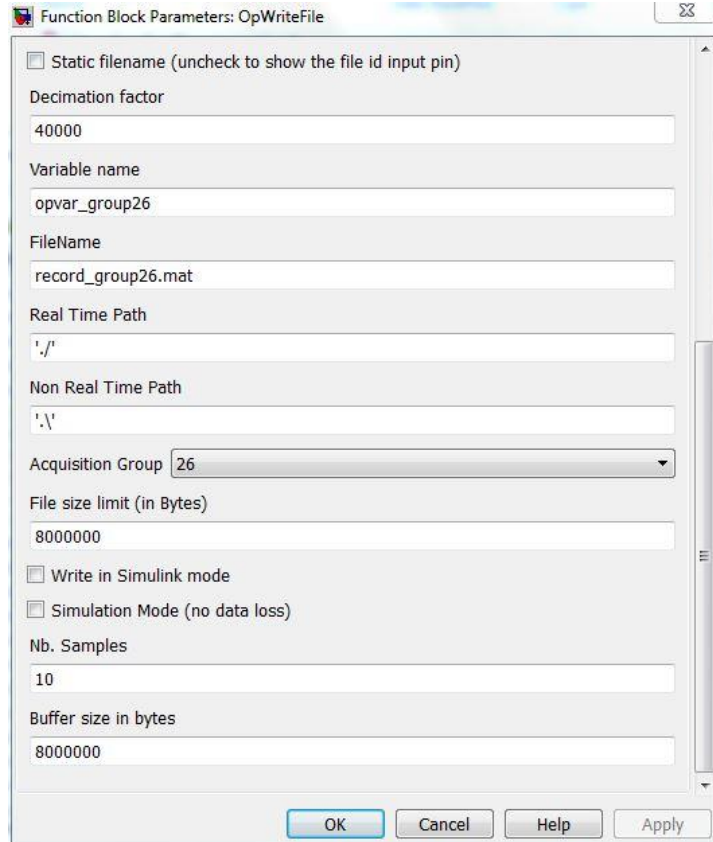 Function Block Parameters: OpWriteFile
Static filename (uncheck to show the file id input pin)
Decimation factor
40000
Variable name
opvar_group26
FileName
record_group26.mat
Real Time Path
'./'
Non Real Time Path
'.\'
Acquisition Group 26
File size limit (in Bytes)
8000000
Write in Simulink mode
Simulation Mode (no data loss)
Nb. Samples
10
Buffer size in bytes
8000000
OK Cancel Help Apply